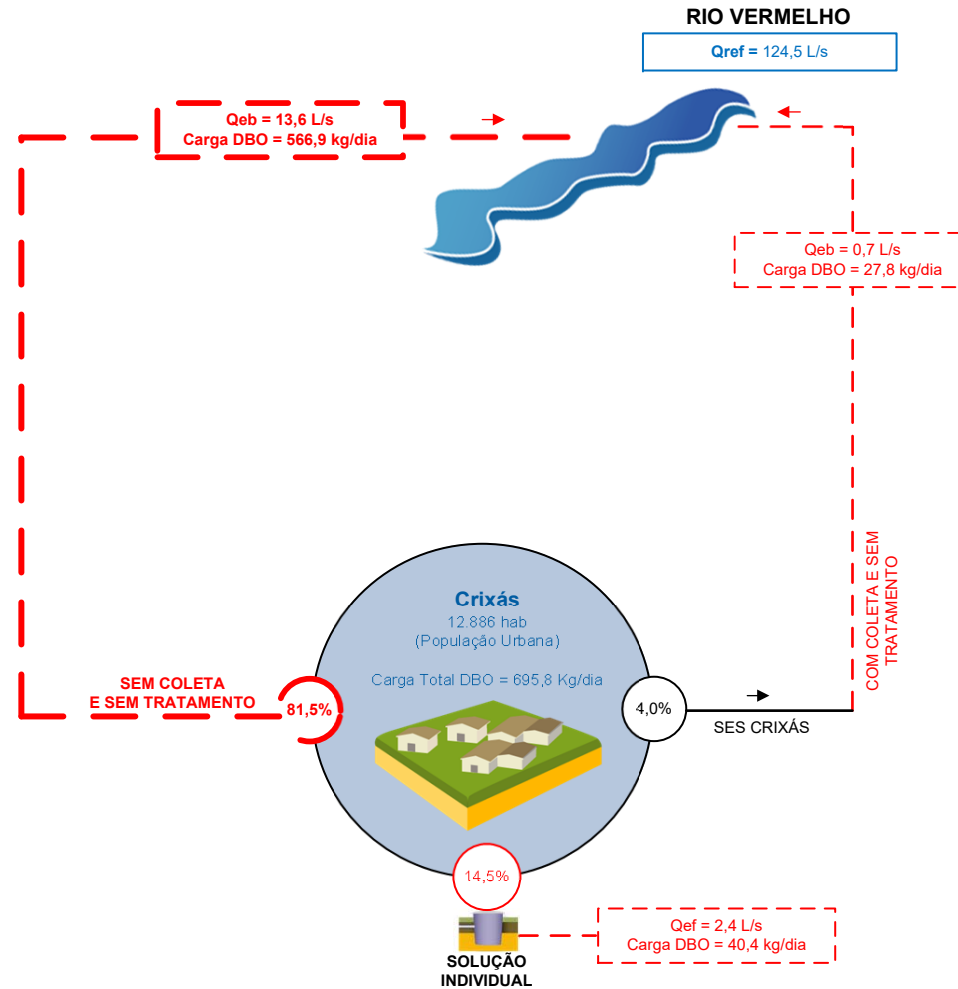 RIO VERMELHO
Qref = 124,5 L/s
Qeb = 13,6 L/s
Carga DBO = 566,9 kg/dia
Qeb = 0,7 L/s
Carga DBO = 27,8 kg/dia
COM COLETA E SEM
TRATAMENTO
Crixás
12.886 hab
(População Urbana)
Carga Total DBO = 695,8 Kg/dia
SEM COLETA
E SEM TRATAMENTO
81,5%
4,0%
SES CRIXÁS
14,5%
SOLUÇÃO
INDIVIDUAL
Qef = 2,4 L/s
Carga DBO = 40,4 kg/dia